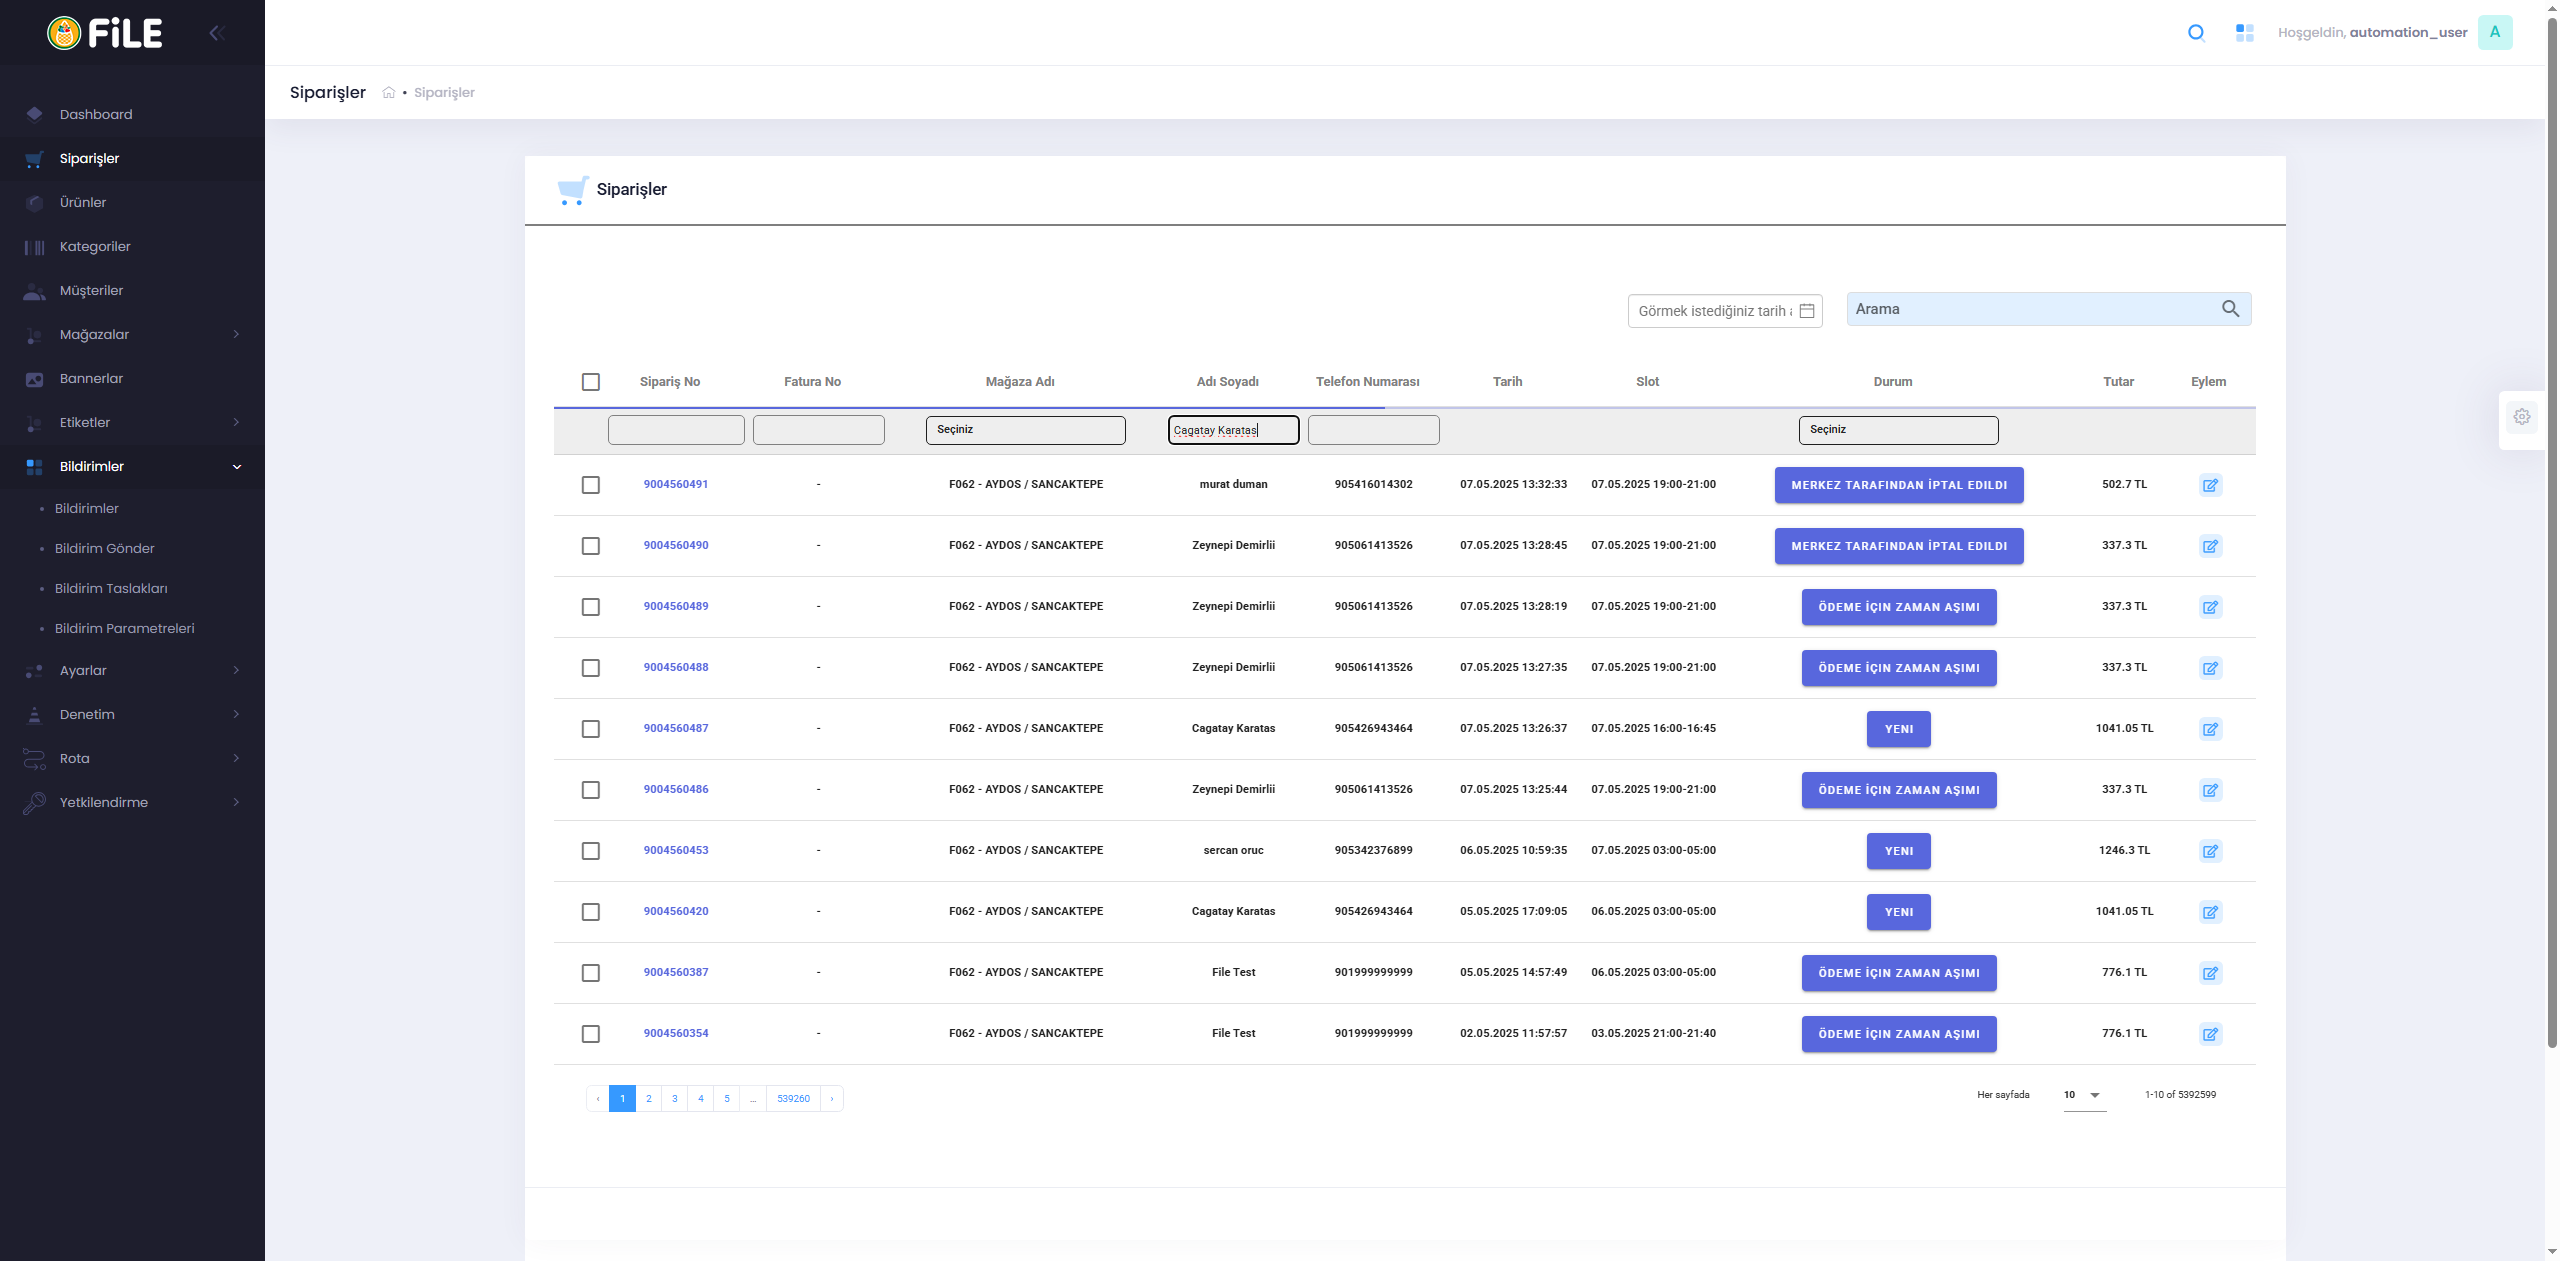 FiLE
Hoşgeldin, automation_user
A
Siparişler • Siparişler
Dashboard
Siparişler
Ürünler
Kategoriler
Müşteriler
Mağazalar
Bannerlar
Etiketler
Bildirimler
• Bildirimler
• Bildirim Gönder
• Bildirim Taslakları
• Bildirim Parametreleri
Ayarlar
Denetim
Rota
Yetkilendirme
Siparişler
Görmek istediğiniz tarih
Arama
Sipariş No Fatura No Mağaza Adı Adı Soyadı Telefon Numarası Tarih Slot Durum Tutar Eylem
Seçiniz Cagatay Karatas Seçiniz
9004560491 - F062 - AYDOS / SANCAKTEPE murat duman 905416014302 07.05.2025 13:32:33 07.05.2025 19:00-21:00 MERKEZ TARAFINDAN İPTAL EDILDI 502.7 TL
9004560490 - F062 - AYDOS / SANCAKTEPE Zeynepi Demirlii 905061413526 07.05.2025 13:28:45 07.05.2025 19:00-21:00 MERKEZ TARAFINDAN İPTAL EDILDI 337.3 TL
9004560489 - F062 - AYDOS / SANCAKTEPE Zeynepi Demirlii 905061413526 07.05.2025 13:28:19 07.05.2025 19:00-21:00 ÖDEME İÇIN ZAMAN AŞIMI 337.3 TL
9004560488 - F062 - AYDOS / SANCAKTEPE Zeynepi Demirlii 905061413526 07.05.2025 13:27:35 07.05.2025 19:00-21:00 ÖDEME İÇIN ZAMAN AŞIMI 337.3 TL
9004560487 - F062 - AYDOS / SANCAKTEPE Cagatay Karatas 905426943464 07.05.2025 13:26:37 07.05.2025 16:00-16:45 YENI 1041.05 TL
9004560486 - F062 - AYDOS / SANCAKTEPE Zeynepi Demirlii 905061413526 07.05.2025 13:25:44 07.05.2025 19:00-21:00 ÖDEME İÇIN ZAMAN AŞIMI 337.3 TL
9004560453 - F062 - AYDOS / SANCAKTEPE sercan oruc 905342376899 06.05.2025 10:59:35 07.05.2025 03:00-05:00 YENI 1246.3 TL
9004560420 - F062 - AYDOS / SANCAKTEPE Cagatay Karatas 905426943464 05.05.2025 17:09:05 06.05.2025 03:00-05:00 YENI 1041.05 TL
9004560387 - F062 - AYDOS / SANCAKTEPE File Test 901999999999 05.05.2025 14:57:49 06.05.2025 03:00-05:00 ÖDEME İÇIN ZAMAN AŞIMI 776.1 TL
9004560354 - F062 - AYDOS / SANCAKTEPE File Test 901999999999 02.05.2025 11:57:57 03.05.2025 21:00-21:40 ÖDEME İÇIN ZAMAN AŞIMI 776.1 TL
‹ 1 2 3 4 5 ... 539260 ›
Her sayfada 10 1-10 of 5392599